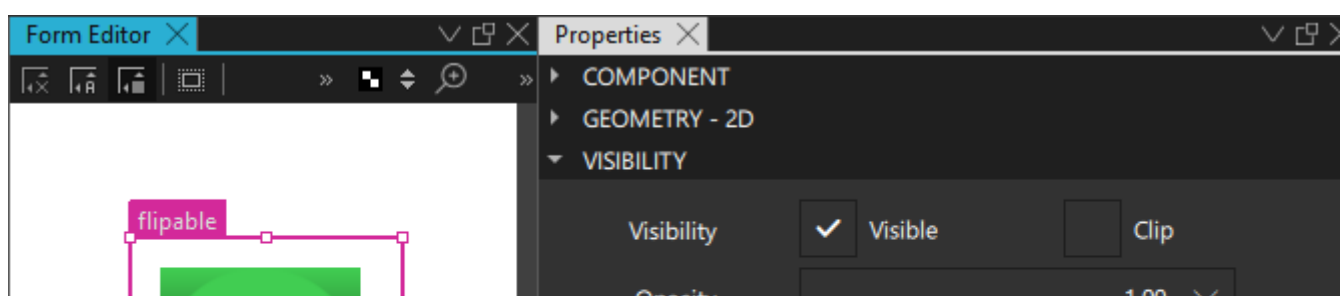 Form Editor
Properties
COMPONENT
GEOMETRY - 2D
VISIBILITY
flipable
Visibility Visible Clip